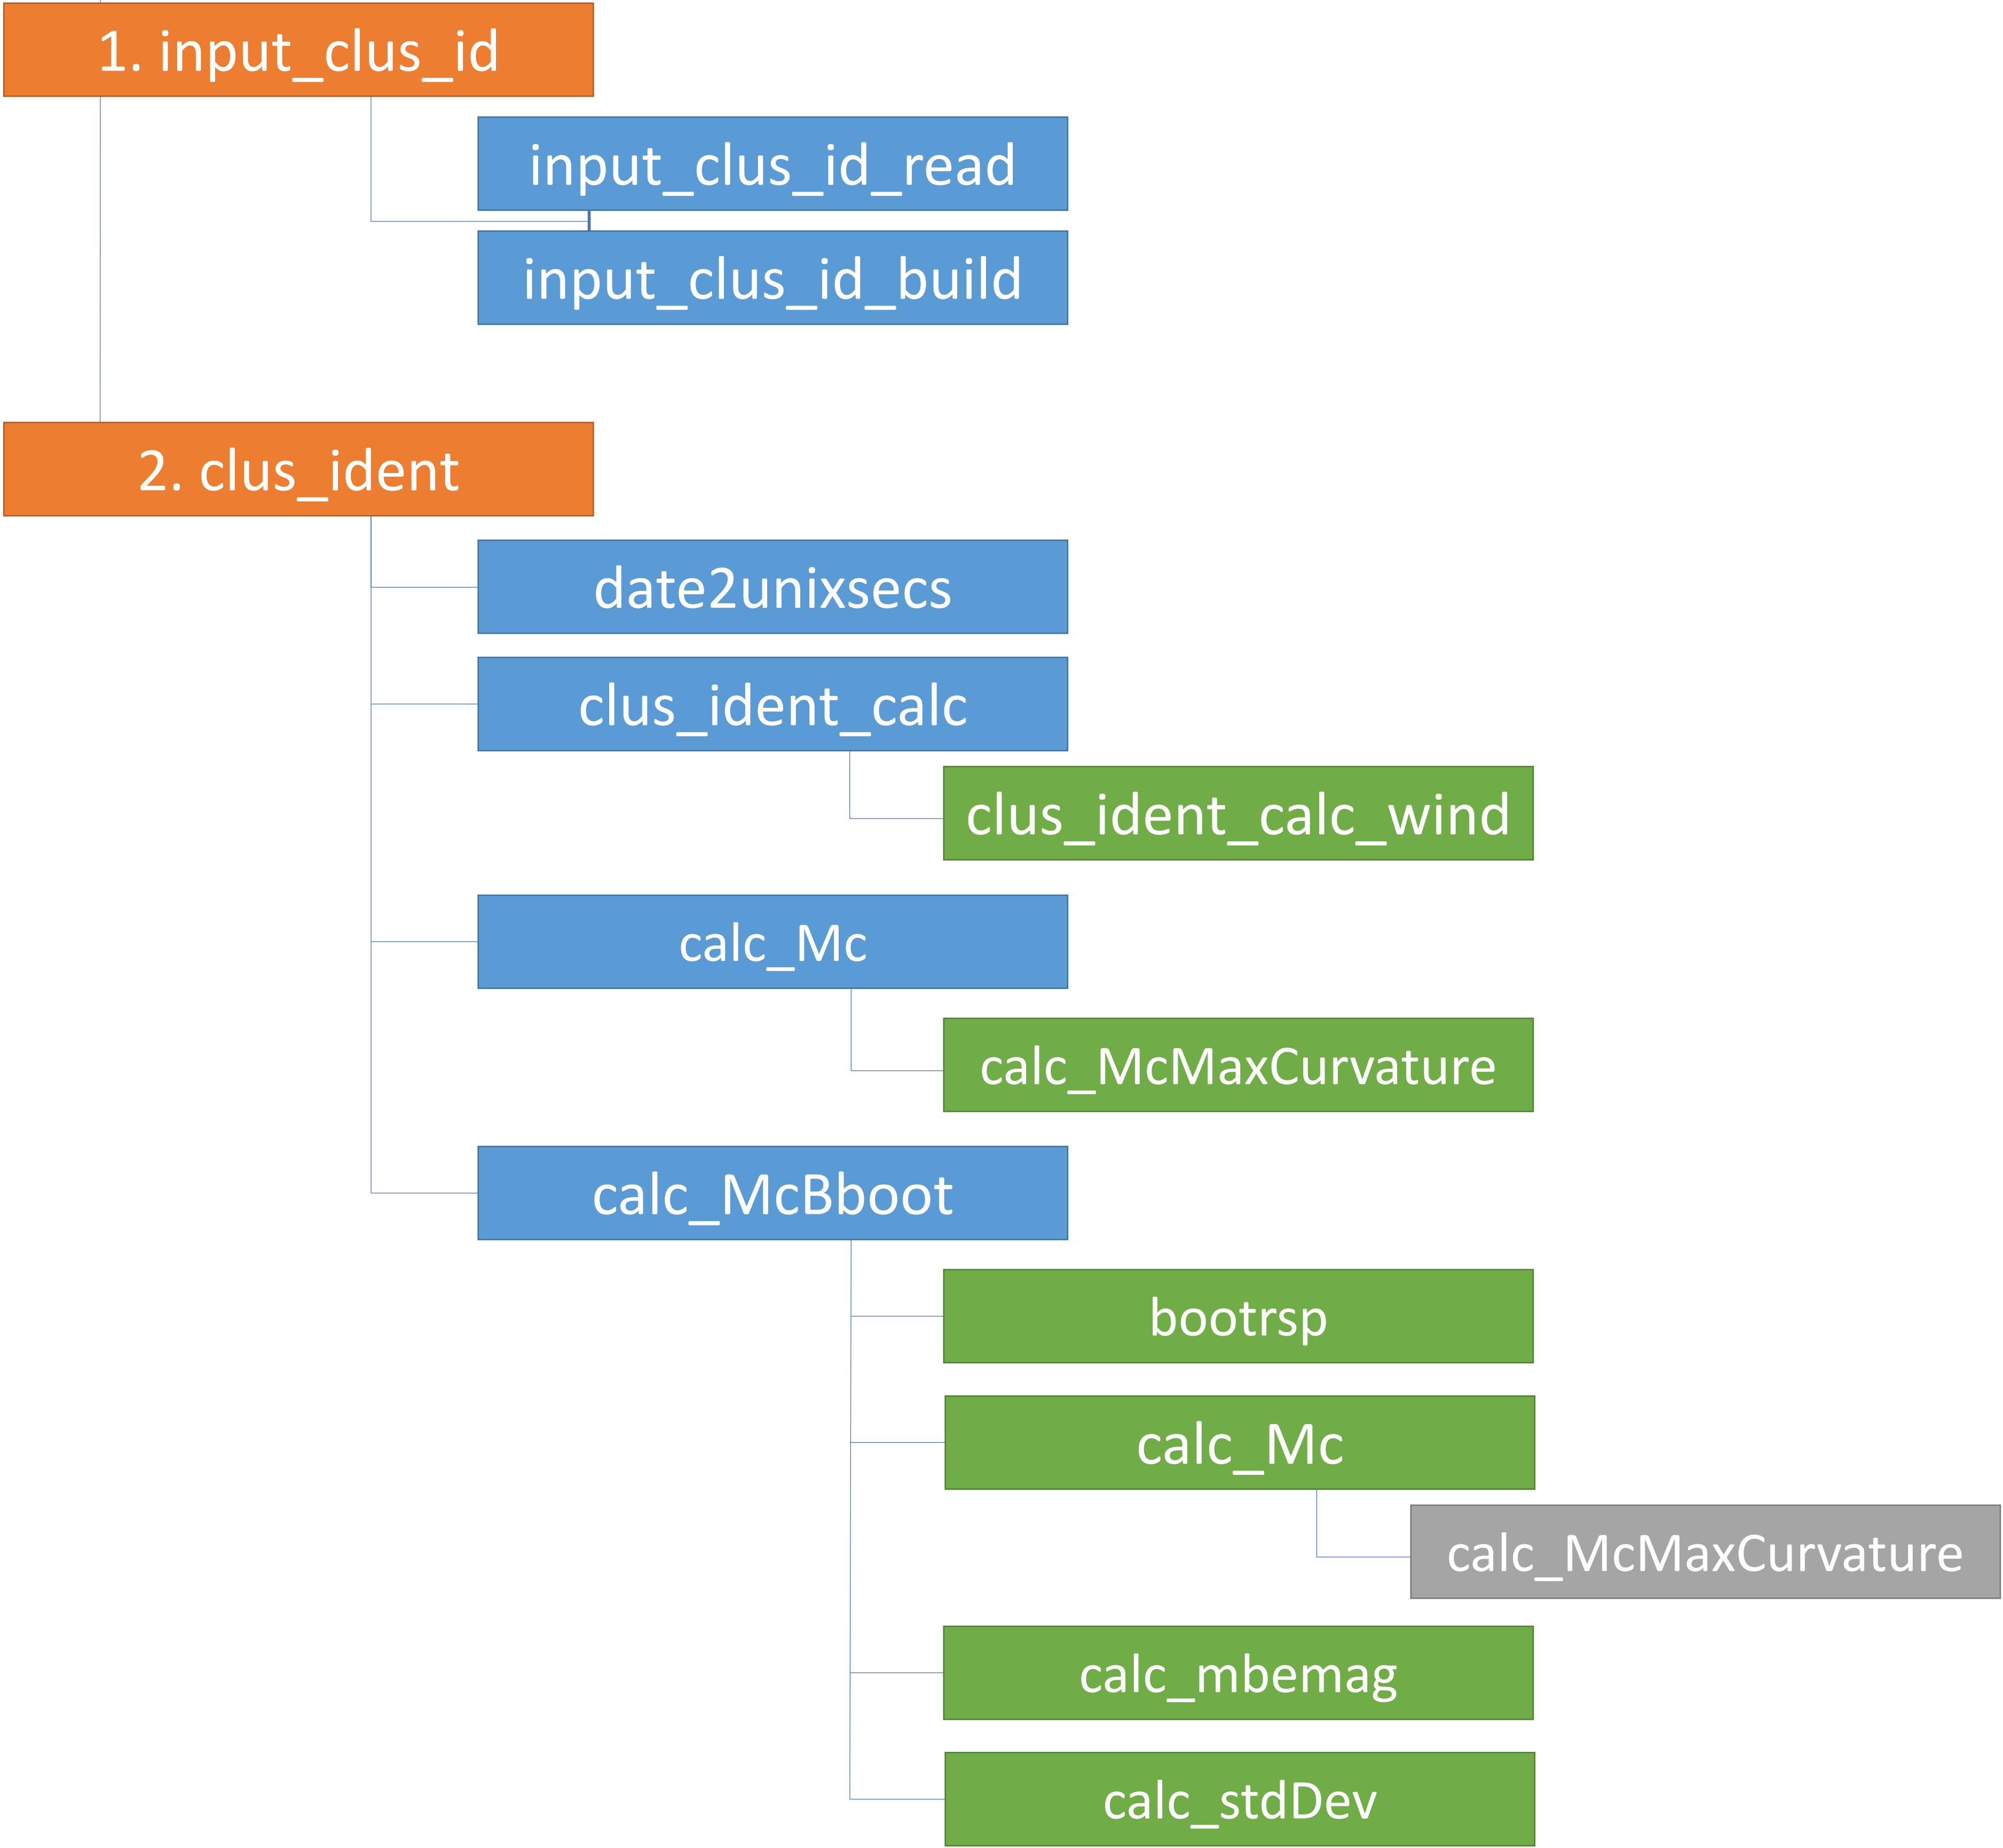 1. input_clus_id
input_clus_id_read
input_clus_id_build
2. clus_ident
date2unixsecs
clus_ident_calc
clus_ident_calc_wind
calc_Mc
calc_McMaxCurvature
calc_McBboot
bootrsp
calc_Mc
calc_McMaxCurvature
calc_mbemag
calc_stdDev